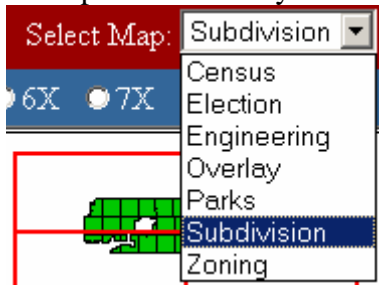 Select Map: Subdivision
Census
6X 7X Election
Engineering
Overlay
Parks
Subdivision
Zoning